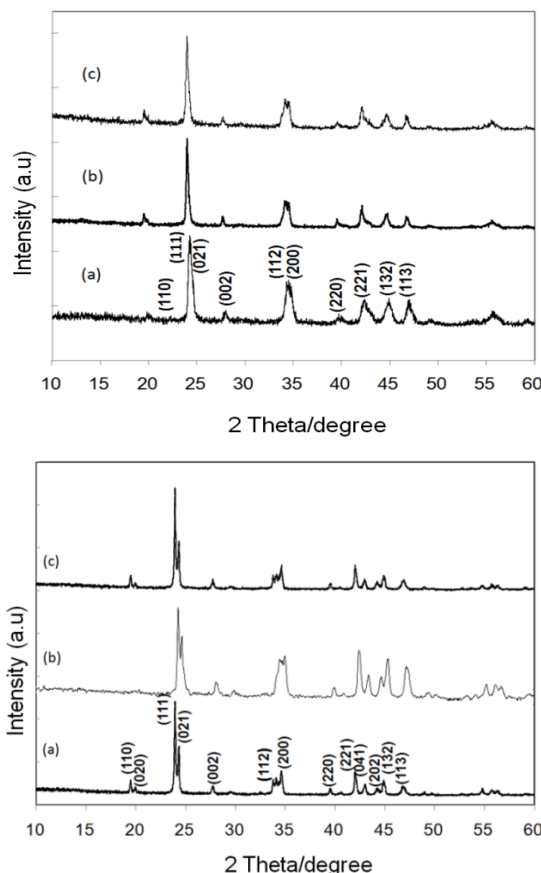 (c)
(b)
(a)
(110)
(111)
(021)
(002)
(112)
(200)
(220)
(221)
(132)
(113)
Intensity (a.u)
10 15 20 25 30 35 40 45 50 55 60
2 Theta/degree
(c)
(b)
(a)
(110)
(020)
(111)
(021)
(002)
(112)
(200)
(220)
(221)
(041)
(202)
(132)
(113)
Intensity (a.u)
10 15 20 25 30 35 40 45 50 55 60
2 Theta/degree